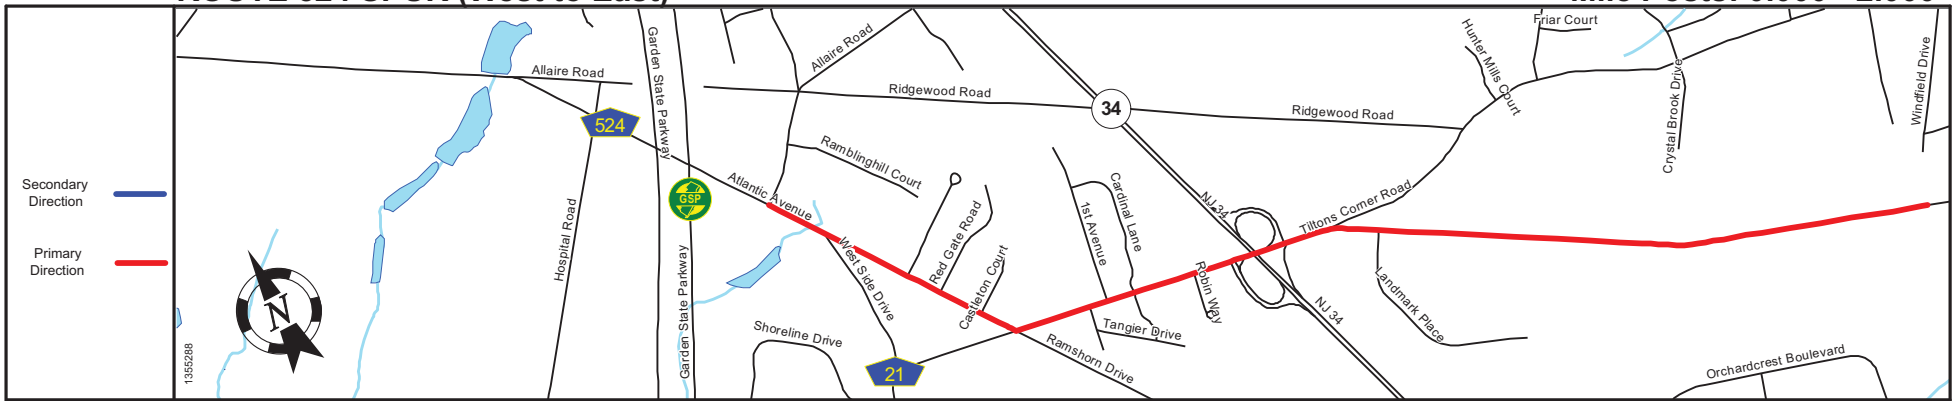 Secondary
Direction
Primary
Direction
1355288
N
Allaire Road
524
Hospital Road
Garden State Parkway
GSP
Garden State Parkway
Atlantic Avenue
Allaire Road
Ridgewood Road
Ramblinghill Court
West Side Drive
Shoreline Drive
21
Red Gate Road
Castleton Court
Ramshorn Drive
1st Avenue
Cardinal Lane
Tangier Drive
Robin Way
34
NJ 34
NJ 34
Ridgewood Road
Tiltons Corner Road
Landmark Place
Hunter Mills Court
Friar Court
Crystal Brook Drive
Windfield Drive
Orchardcrest Boulevard